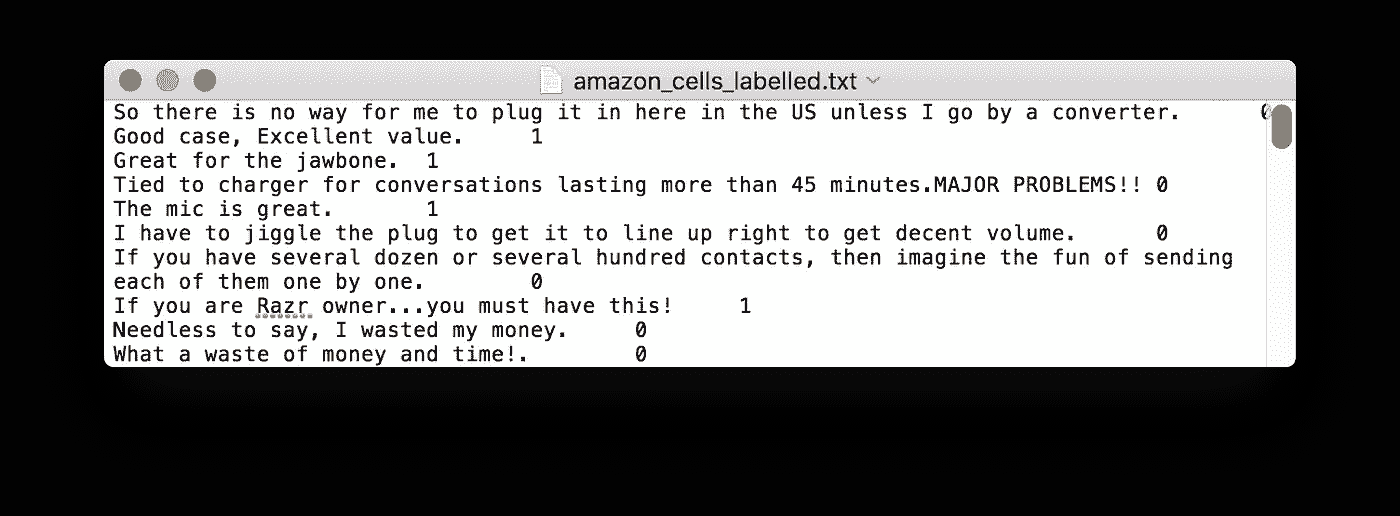 amazon_cells_labelled.txt
So there is no way for me to plug it in here in the US unless I go by a converter. 0
Good case, Excellent value. 1
Great for the jawbone. 1
Tied to charger for conversations lasting more than 45 minutes.MAJOR PROBLEMS!! 0
The mic is great. 1
I have to jiggle the plug to get it to line up right to get decent volume. 0
If you have several dozen or several hundred contacts, then imagine the fun of sending
each of them one by one. 0
If you are Razr owner...you must have this! 1
Needless to say, I wasted my money. 0
What a waste of money and time!. 0